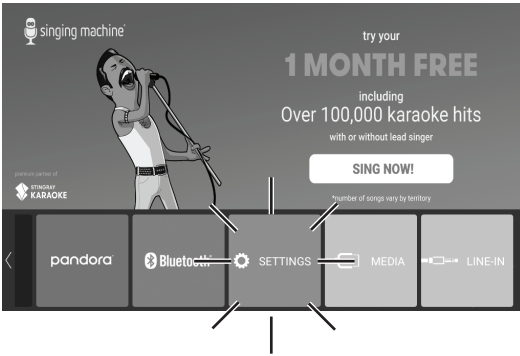 singing machine®
try your
1 MONTH FREE
including
Over 100,000 karaoke hits
with or without lead singer
SING NOW!
*number of songs vary by territory
premium partner of
STINGRAY
KARAOKE
pandora
Bluetooth
SETTINGS
MEDIA
LINE-IN